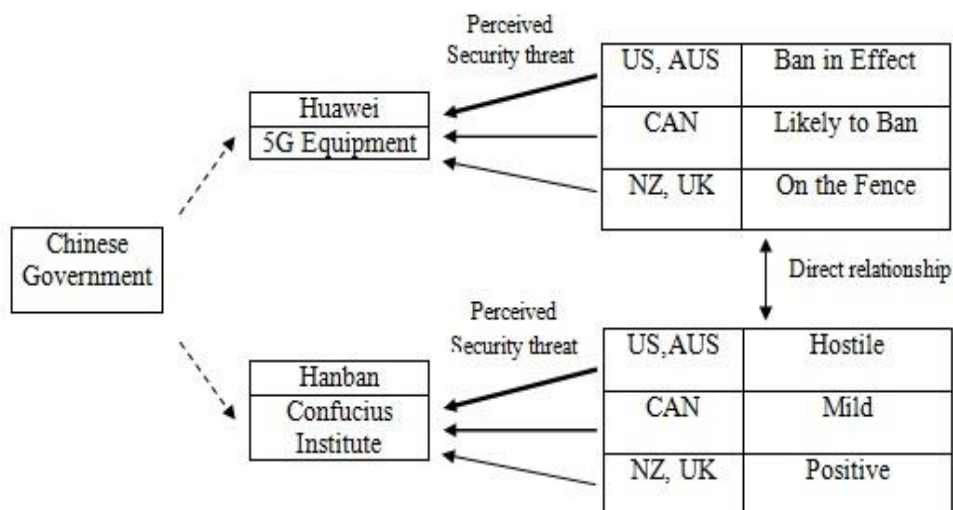 Perceived
Security threat
US, AUS Ban in Effect
CAN Likely to Ban
NZ, UK On the Fence
Huawei
5G Equipment
Chinese
Government
Direct relationship
Perceived
Security threat
US,AUS Hostile
CAN Mild
NZ, UK Positive
Hanban
Confucius
Institute